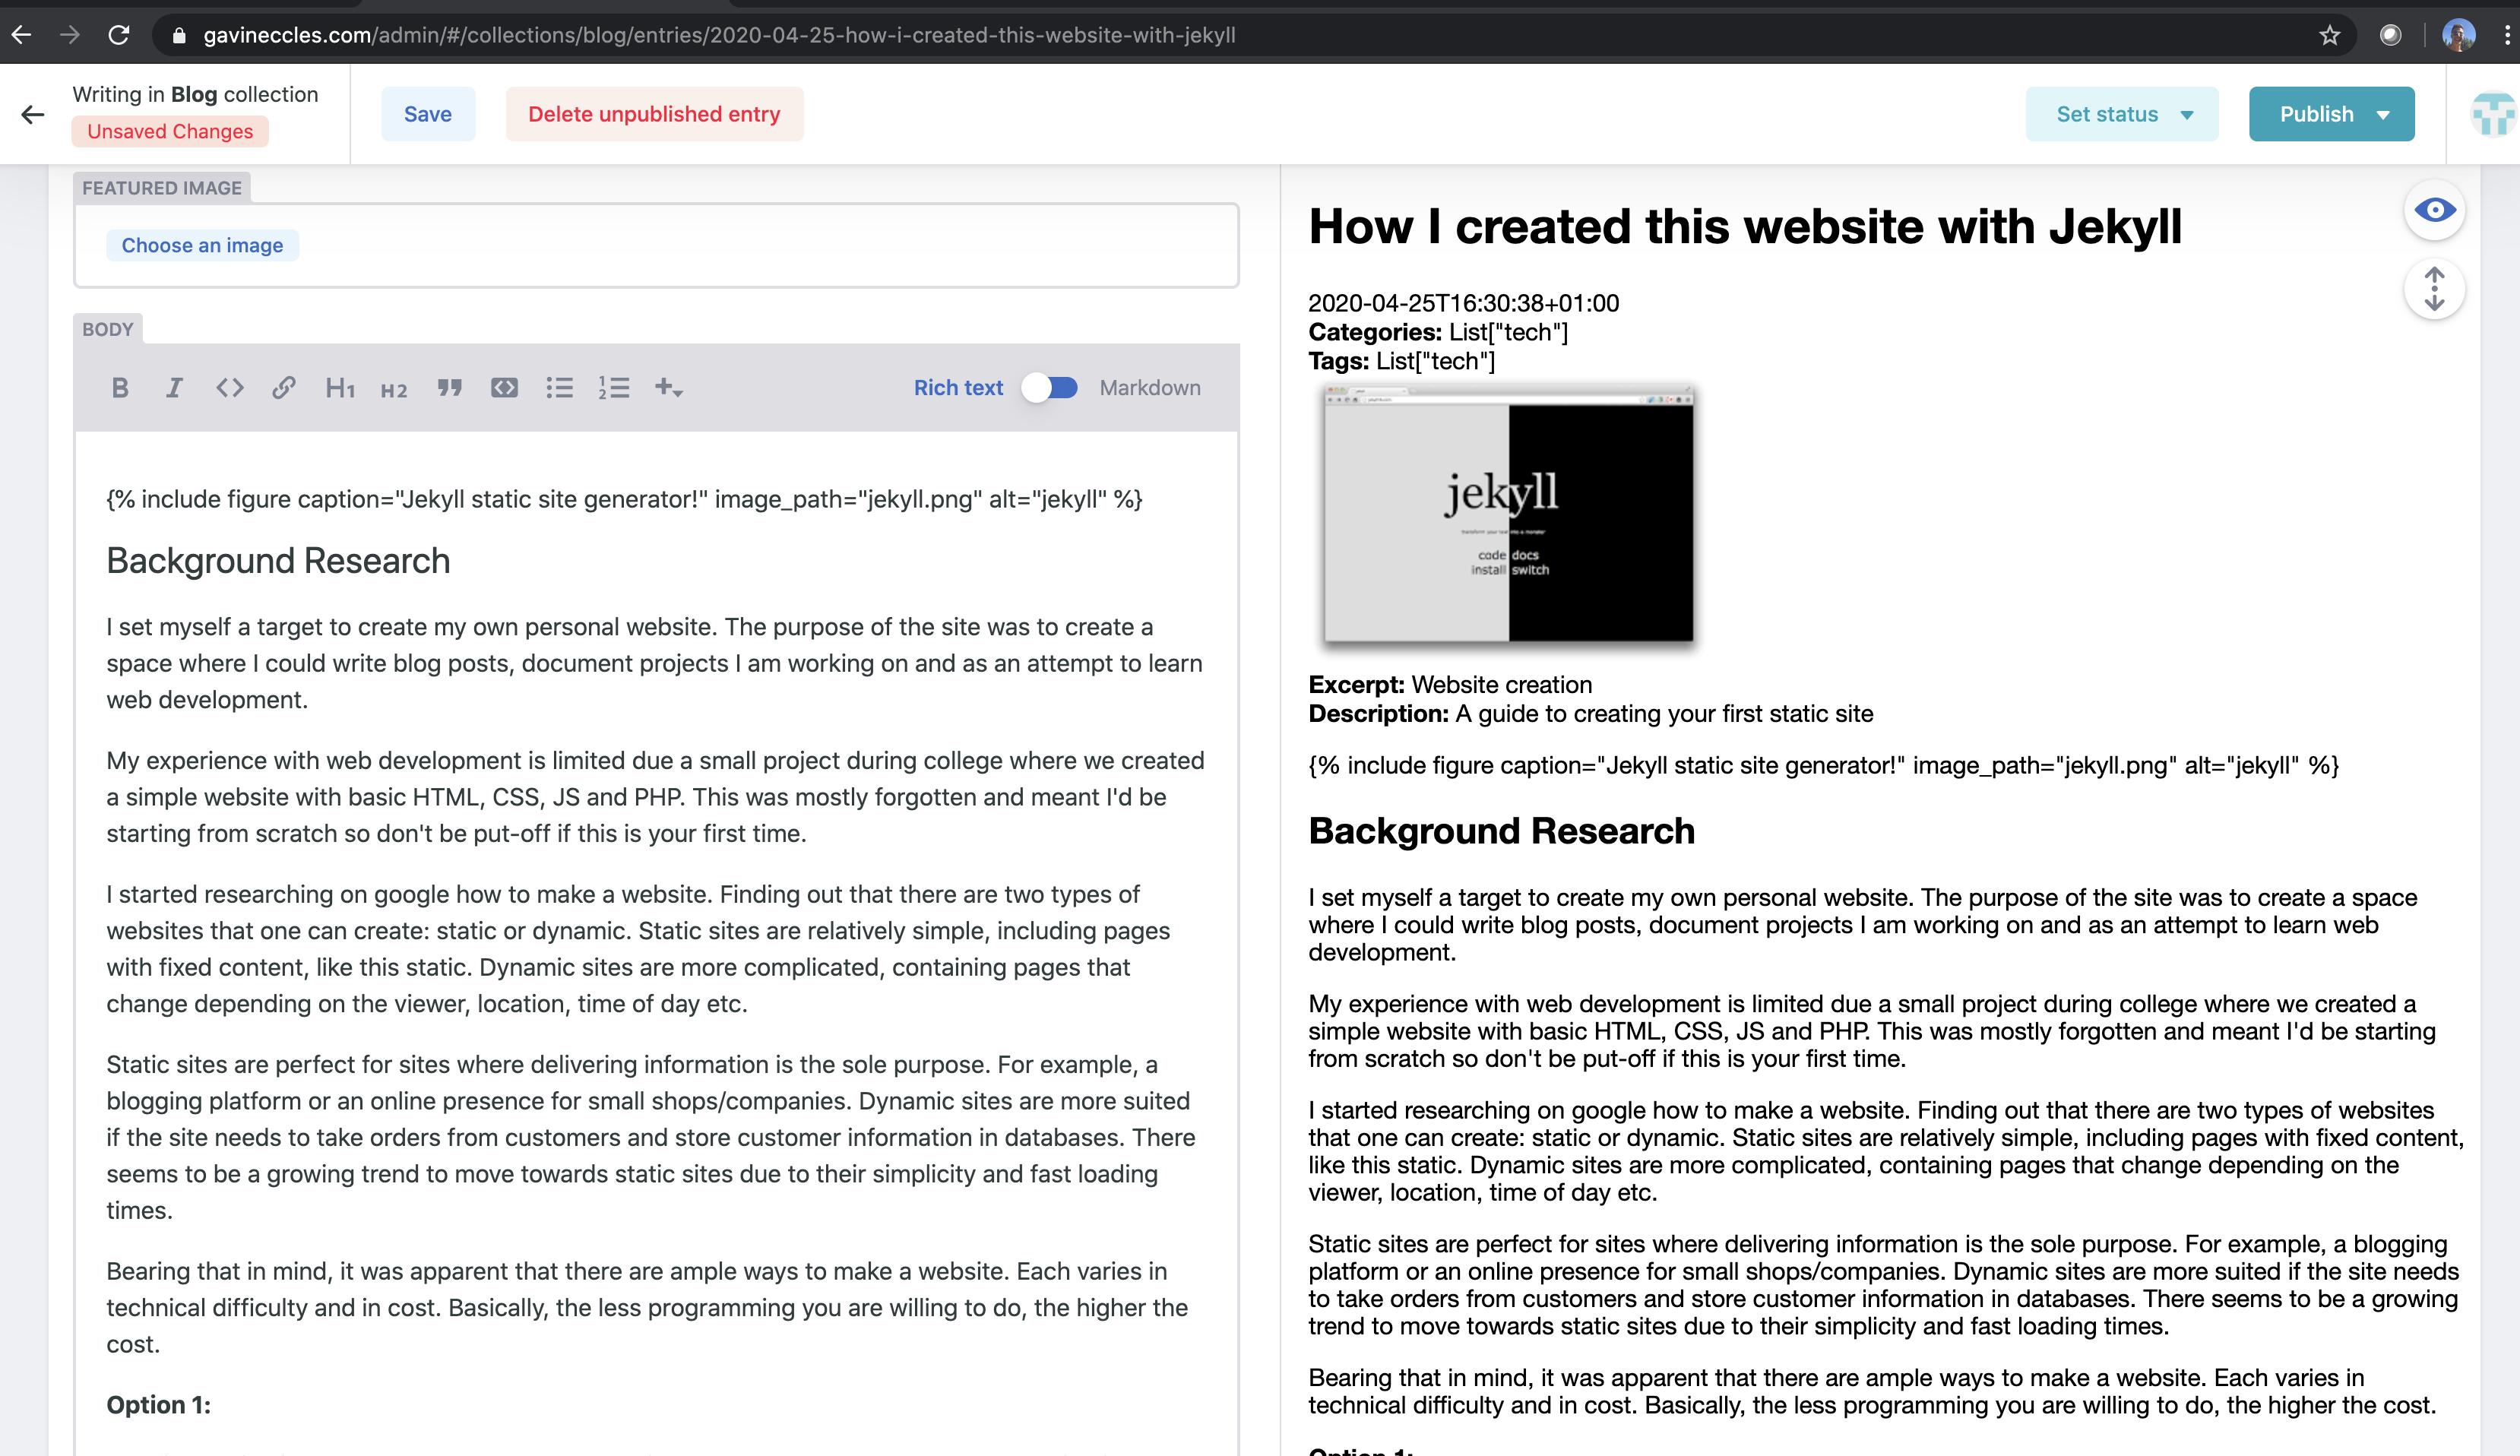 gavineccles.com/admin/#/collections/blog/entries/2020-04-25-how-i-created-this-website-with-jekyll
Writing in Blog collection
Unsaved Changes
Save
Delete unpublished entry
Set status
Publish
FEATURED IMAGE
Choose an image
BODY
B I <> H1 H2
Rich text
Markdown
{% include figure caption="Jekyll static site generator!" image_path="jekyll.png" alt="jekyll" %}
Background Research
I set myself a target to create my own personal website. The purpose of the site was to create a
space where I could write blog posts, document projects I am working on and as an attempt to learn
web development.
My experience with web development is limited due a small project during college where we created
a simple website with basic HTML, CSS, JS and PHP. This was mostly forgotten and meant I'd be
starting from scratch so don't be put-off if this is your first time.
I started researching on google how to make a website. Finding out that there are two types of
websites that one can create: static or dynamic. Static sites are relatively simple, including pages
with fixed content, like this static. Dynamic sites are more complicated, containing pages that
change depending on the viewer, location, time of day etc.
Static sites are perfect for sites where delivering information is the sole purpose. For example, a
blogging platform or an online presence for small shops/companies. Dynamic sites are more suited
if the site needs to take orders from customers and store customer information in databases. There
seems to be a growing trend to move towards static sites due to their simplicity and fast loading
times.
Bearing that in mind, it was apparent that there are ample ways to make a website. Each varies in
technical difficulty and in cost. Basically, the less programming you are willing to do, the higher the
cost.
Option 1:
How I created this website with Jekyll
2020-04-25T16:30:38+01:00
Categories: List["tech"]
Tags: List["tech"]
jekyll
code docs
install switch
Excerpt: Website creation
Description: A guide to creating your first static site
{% include figure caption="Jekyll static site generator!" image_path="jekyll.png" alt="jekyll" %}
Background Research
I set myself a target to create my own personal website. The purpose of the site was to create a space
where I could write blog posts, document projects I am working on and as an attempt to learn web
development.
My experience with web development is limited due a small project during college where we created a
simple website with basic HTML, CSS, JS and PHP. This was mostly forgotten and meant I'd be starting
from scratch so don't be put-off if this is your first time.
I started researching on google how to make a website. Finding out that there are two types of websites
that one can create: static or dynamic. Static sites are relatively simple, including pages with fixed content,
like this static. Dynamic sites are more complicated, containing pages that change depending on the
viewer, location, time of day etc.
Static sites are perfect for sites where delivering information is the sole purpose. For example, a blogging
platform or an online presence for small shops/companies. Dynamic sites are more suited if the site needs
to take orders from customers and store customer information in databases. There seems to be a growing
trend to move towards static sites due to their simplicity and fast loading times.
Bearing that in mind, it was apparent that there are ample ways to make a website. Each varies in
technical difficulty and in cost. Basically, the less programming you are willing to do, the higher the cost.
Option 1: